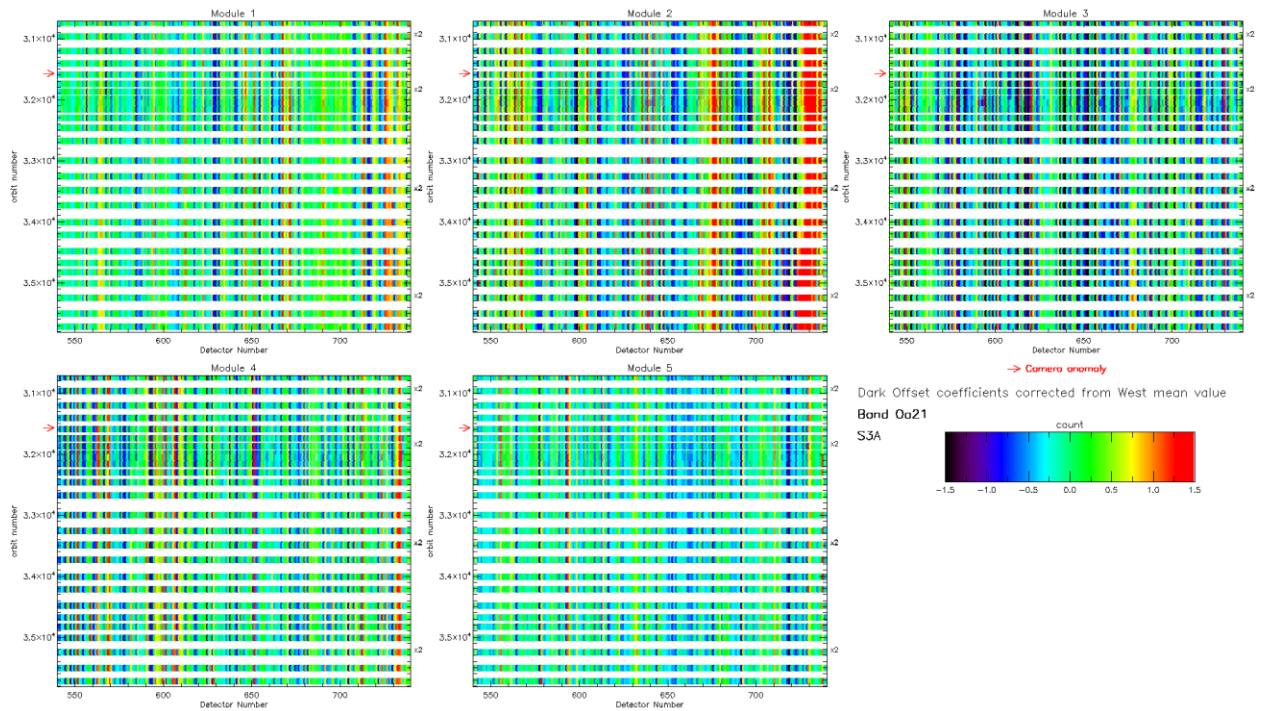 Module 1
Module 2
Module 3
3.1×10⁴
3.2×10⁴
3.3×10⁴
3.4×10⁴
3.5×10⁴
orbit number
x2
x2
x2
x2
550
600
650
700
Detector Number
3.1×10⁴
3.2×10⁴
3.3×10⁴
3.4×10⁴
3.5×10⁴
orbit number
x2
x2
x2
x2
550
600
650
700
Detector Number
3.1×10⁴
3.2×10⁴
3.3×10⁴
3.4×10⁴
3.5×10⁴
orbit number
x2
x2
x2
x2
550
600
650
700
Detector Number
Module 4
Module 5
3.1×10⁴
3.2×10⁴
3.3×10⁴
3.4×10⁴
3.5×10⁴
orbit number
x2
x2
x2
x2
550
600
650
700
Detector Number
3.1×10⁴
3.2×10⁴
3.3×10⁴
3.4×10⁴
3.5×10⁴
orbit number
x2
x2
x2
x2
550
600
650
700
Detector Number
→ Camera anomaly
Dark Offset coefficients corrected from West mean value
Band Oa21
S3A
count
−1.5 −1.0 −0.5 0.0 0.5 1.0 1.5